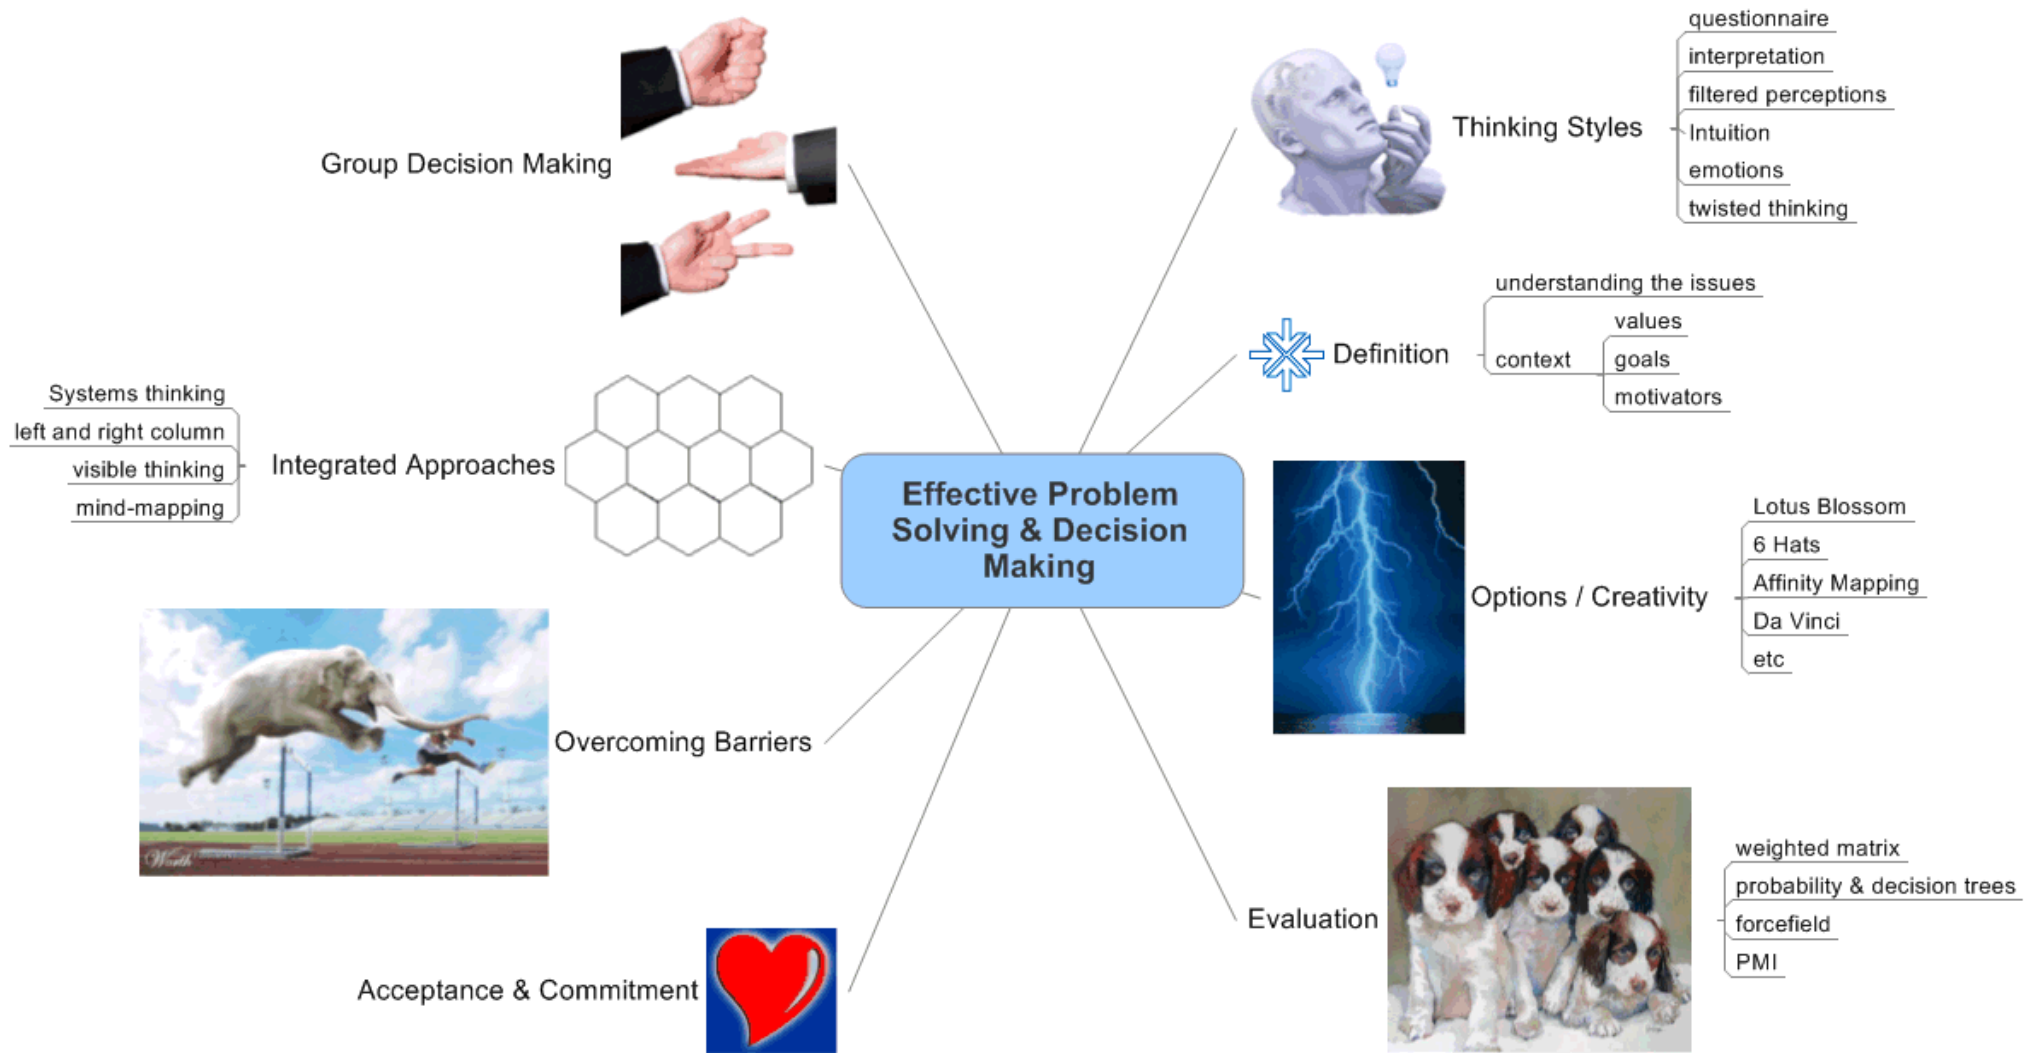 Effective Problem
Solving & Decision
Making
Thinking Styles
questionnaire
interpretation
filtered perceptions
Intuition
emotions
twisted thinking
Definition
understanding the issues
context
values
goals
motivators
Options / Creativity
Lotus Blossom
6 Hats
Affinity Mapping
Da Vinci
etc
Evaluation
weighted matrix
probability & decision trees
forcefield
PMI
Acceptance & Commitment
Overcoming Barriers
Worth
Integrated Approaches
Systems thinking
left and right column
visible thinking
mind-mapping
Group Decision Making